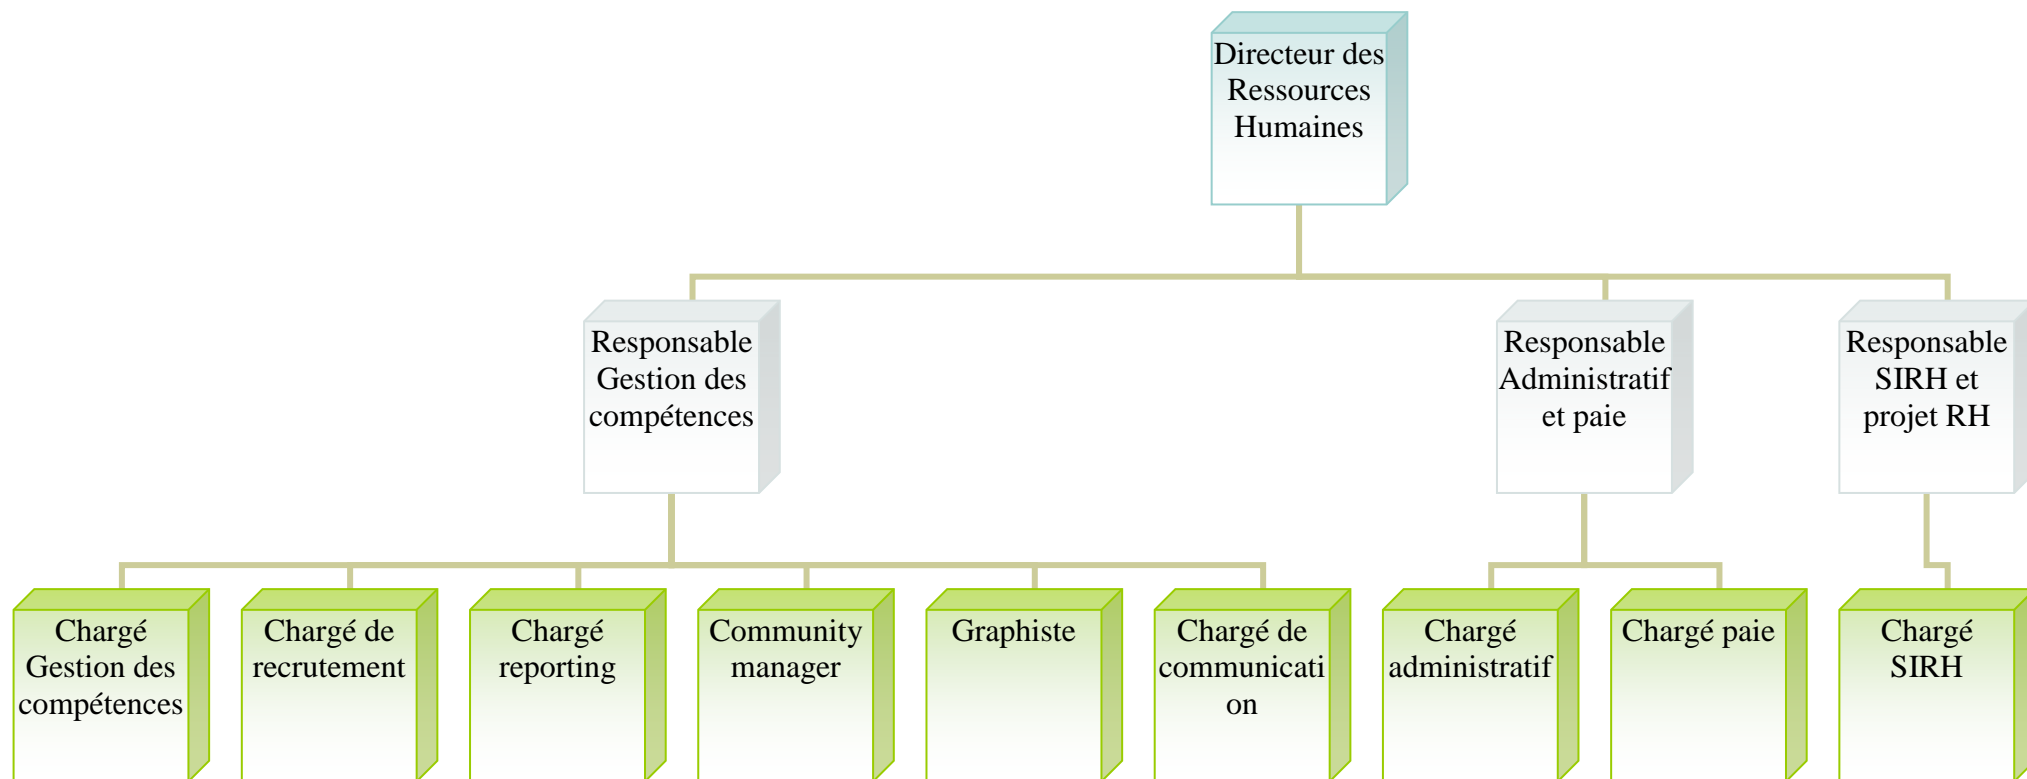 Directeur des
Ressources
Humaines
Responsable
Gestion des
compétences
Responsable
Administratif
et paie
Responsable
SIRH et
projet RH
Chargé
Gestion des
compétences
Chargé de
recrutement
Chargé
reporting
Community
manager
Graphiste
Chargé de
communicati
on
Chargé
administratif
Chargé paie
Chargé
SIRH